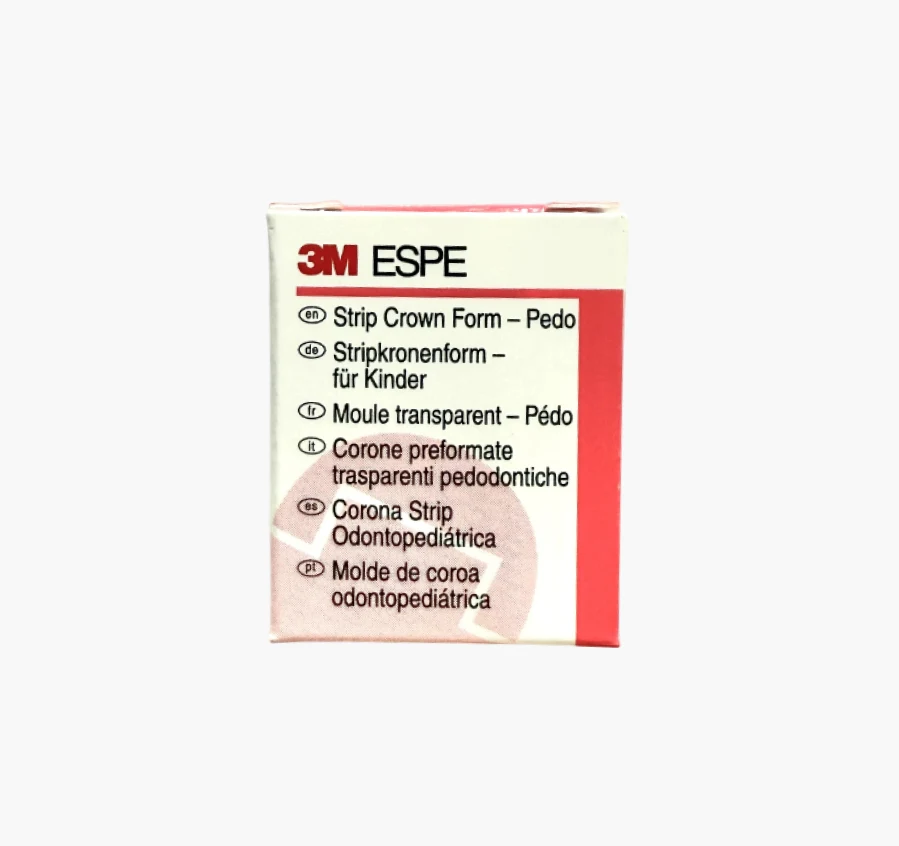 3M ESPE
en Strip Crown Form – Pedo
de Stripkronenform –
für Kinder
fr Moule transparent – Pédo
it Corone preformate
trasparenti pedodontiche
es Corona Strip
Odontopediátrica
pt Molde de coroa
odontopediátrica